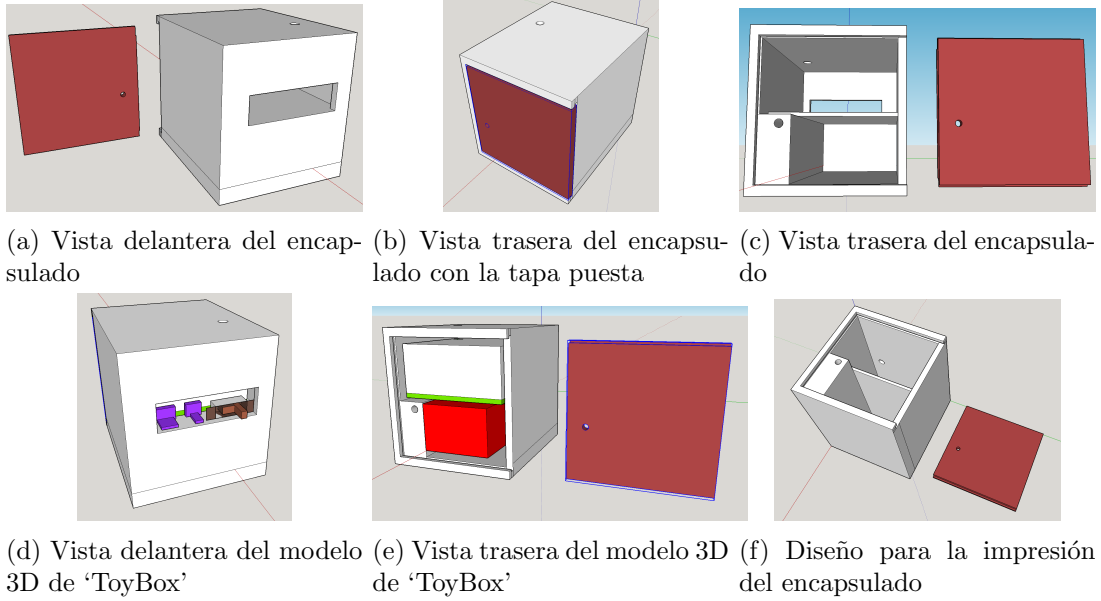 (a) Vista delantera del encap-
sulado
(b) Vista trasera del encapsu-
lado con la tapa puesta
(c) Vista trasera del encapsula-
do
(d) Vista delantera del modelo
3D de ‘ToyBox’
(e) Vista trasera del modelo 3D
de ‘ToyBox’
(f) Diseño para la impresión
del encapsulado